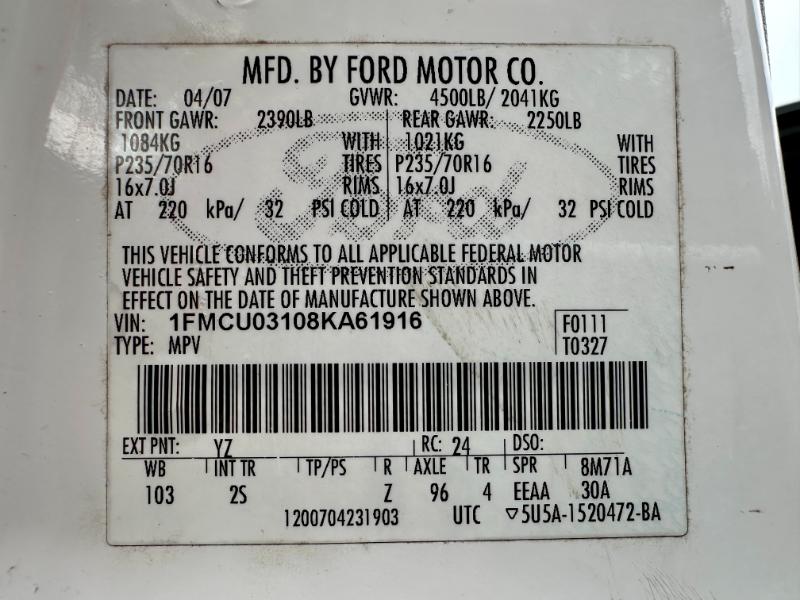 MFD. BY FORD MOTOR CO.
DATE: 04/07 GVWR: 4500LB/ 2041KG
FRONT GAWR: 2390LB REAR GAWR: 2250LB
1084KG WITH 1021KG WITH
P235/70R16 TIRES P235/70R16 TIRES
16x7.0J RIMS 16x7.0J RIMS
AT 220 kPa/ 32 PSI COLD AT 220 kPa/ 32 PSI COLD
Ford
THIS VEHICLE CONFORMS TO ALL APPLICABLE FEDERAL MOTOR
VEHICLE SAFETY AND THEFT PREVENTION STANDARDS IN
EFFECT ON THE DATE OF MANUFACTURE SHOWN ABOVE.
VIN: 1FMCU03108KA61916 F0111
TYPE: MPV T0327
EXT PNT: YZ RC: 24 DSO:
WB INT TR TP/PS R AXLE TR SPR 8M71A
103 2S Z 96 4 EEAA 30A
1200704231903 UTC ▽5U5A-1520472-BA